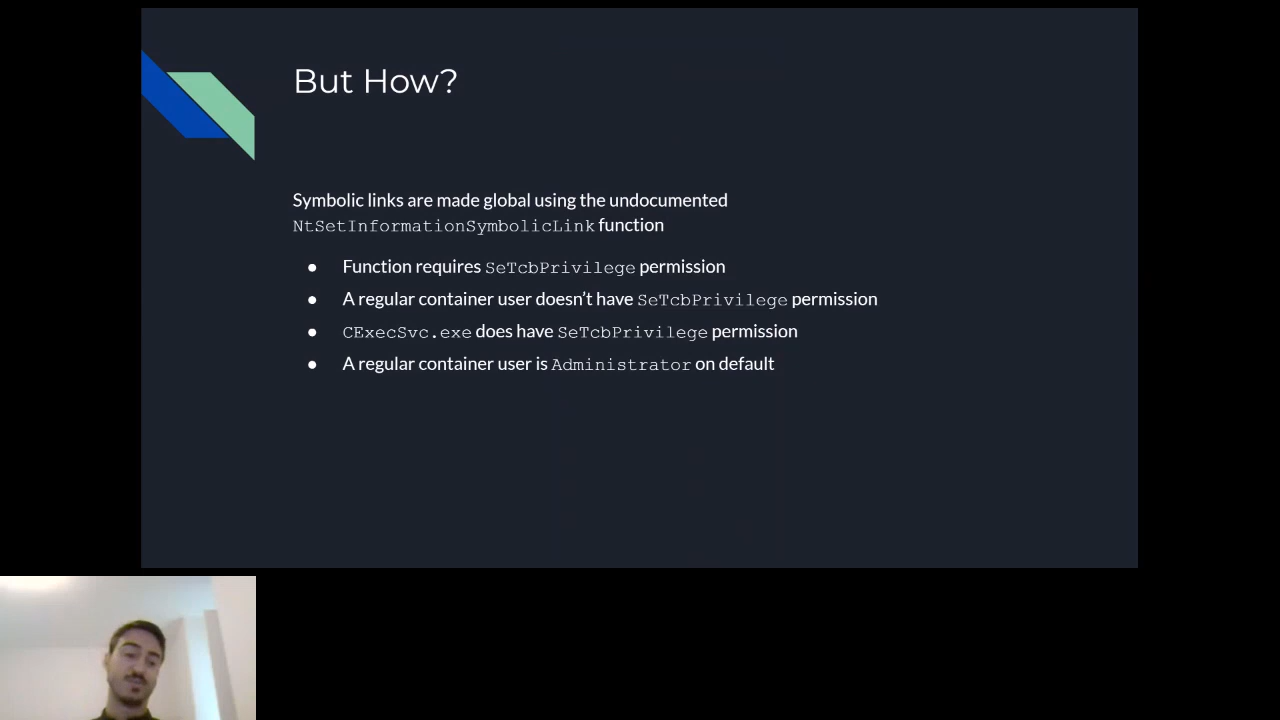 But How?
Symbolic links are made global using the undocumented
NtSetInformationSymbolicLink function
● Function requires SeTcbPrivilege permission
● A regular container user doesn’t have SeTcbPrivilege permission
● CExecSvc.exe does have SeTcbPrivilege permission
● A regular container user is Administrator on default